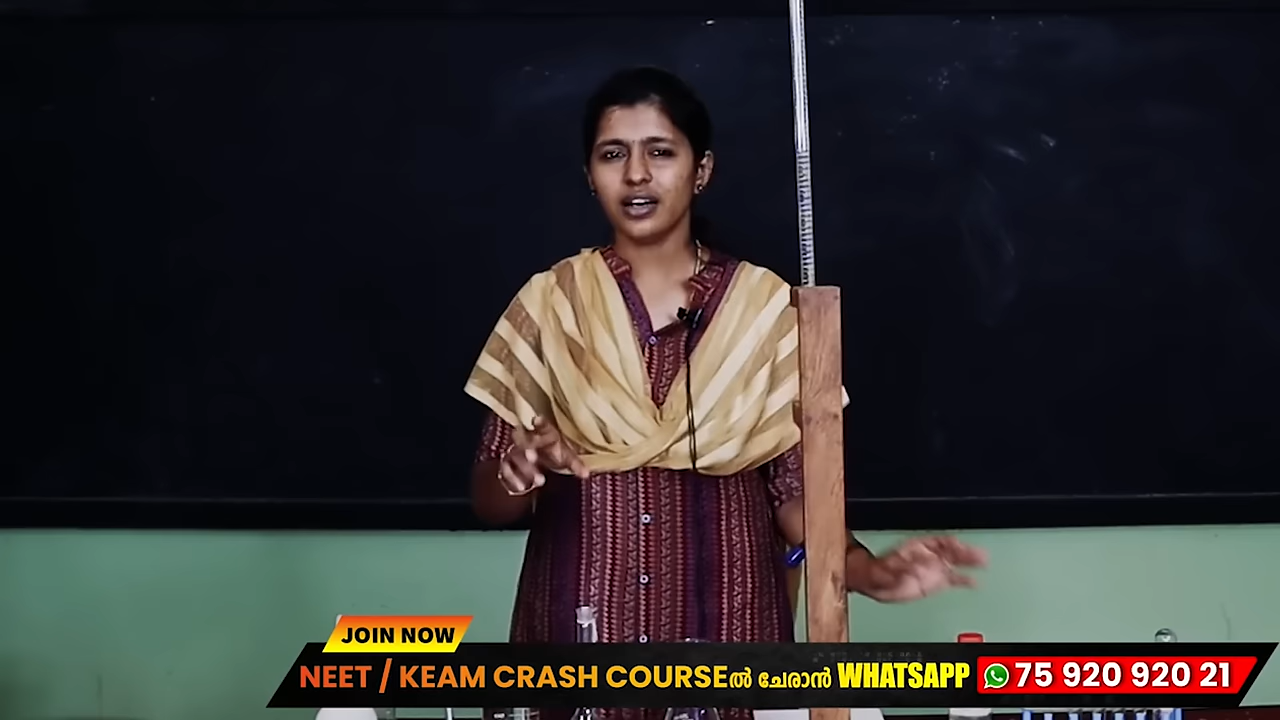 JOIN NOW
NEET / KEAM CRASH COURSEൽ ചേരാൻ WHATSAPP 75 920 920 21